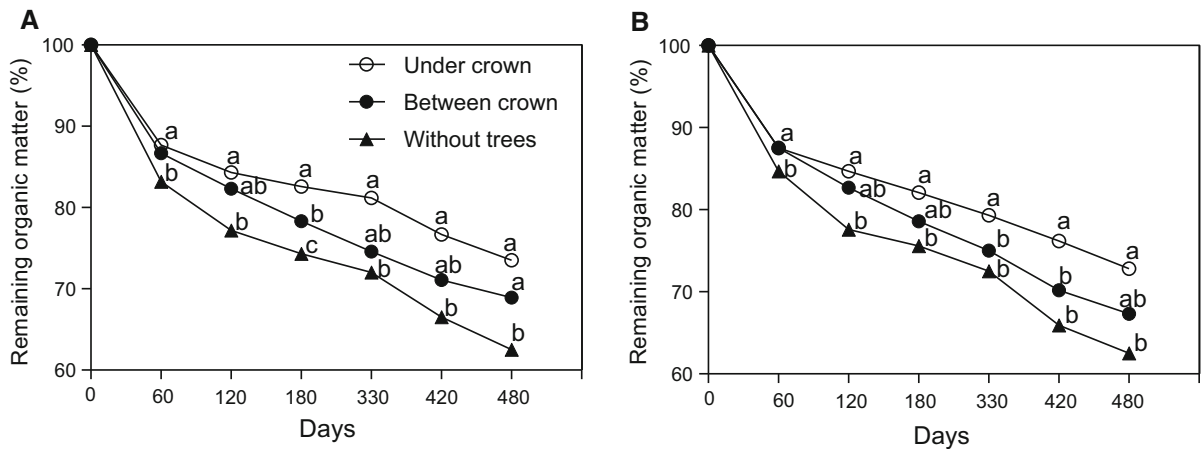 A
Remaining organic matter (%)
100
90
80
70
60
Under crown
Between crown
Without trees
a
b
a
ab
b
a
b
c
a
ab
b
a
ab
b
a
a
b
0 60 120 180 330 420 480
Days
B
Remaining organic matter (%)
100
90
80
70
60
a
b
a
ab
b
a
ab
b
a
b
b
a
b
b
a
ab
b
0 60 120 180 330 420 480
Days